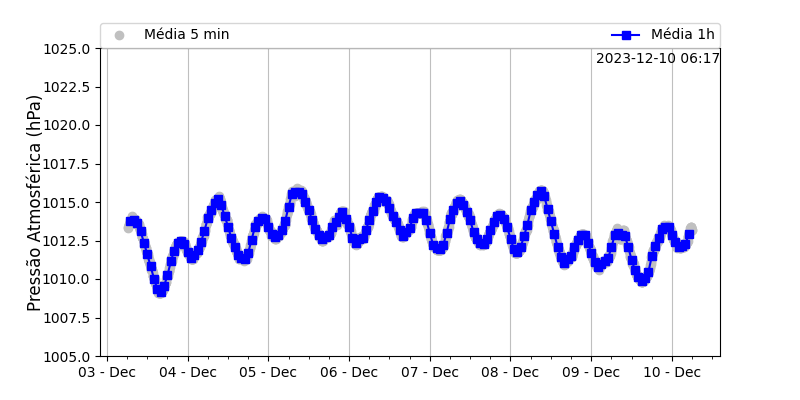 Média 5 min
Média 1h
2023-12-10 06:17
Pressão Atmosférica (hPa)
1025.0
1022.5
1020.0
1017.5
1015.0
1012.5
1010.0
1007.5
1005.0
03 - Dec
04 - Dec
05 - Dec
06 - Dec
07 - Dec
08 - Dec
09 - Dec
10 - Dec